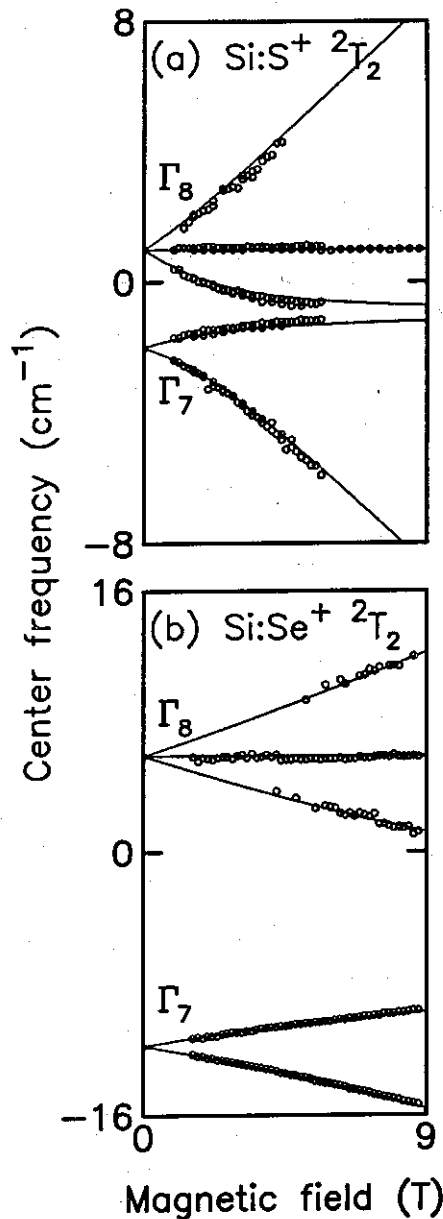 8
(a) Si:S⁺ ²T₂
Γ₈
0
Γ₇
-8
16
(b) Si:Se⁺ ²T₂
Γ₈
0
Γ₇
-16
0 9
Magnetic field (T)
Center frequency (cm⁻¹)